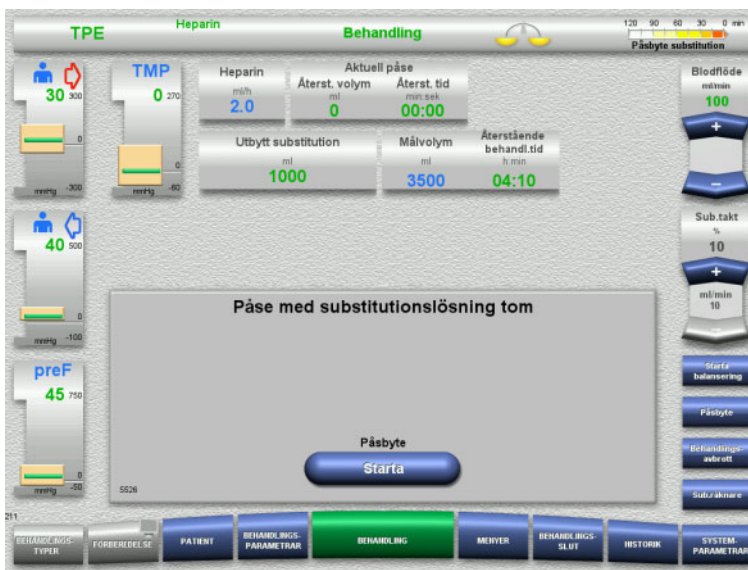 TPE
Heparin
Behandling
120 90 60 30 0 min
Påsbyte substitution
30 300
0
mmHg -300
TMP
0 270
0
mmHg -60
Heparin
ml/h
2.0
Aktuell påse
Återst. volym Återst. tid
ml min:sek
0 00:00
Utbytt substitution
ml
1000
Målvolym
ml
3500
Återstående
behandl.tid
h:min
04:10
Blodflöde
ml/min
100
+
–
40 500
0
mmHg -100
Sub.takt
%
10
+
ml/min
10
–
preF
45 750
0
mmHg -50
Påse med substitutionslösning tom
Påsbyte
Starta
5526
Starta
balansering
Påsbyte
Behandlings-
avbrott
Sub.räknare
211
BEHANDLINGS-
TYPER
FÖRBEREDELSE
PATIENT
BEHANDLINGS-
PARAMETRAR
BEHANDLING
MENYER
BEHANDLINGS-
SLUT
HISTORIK
SYSTEM-
PARAMETRAR